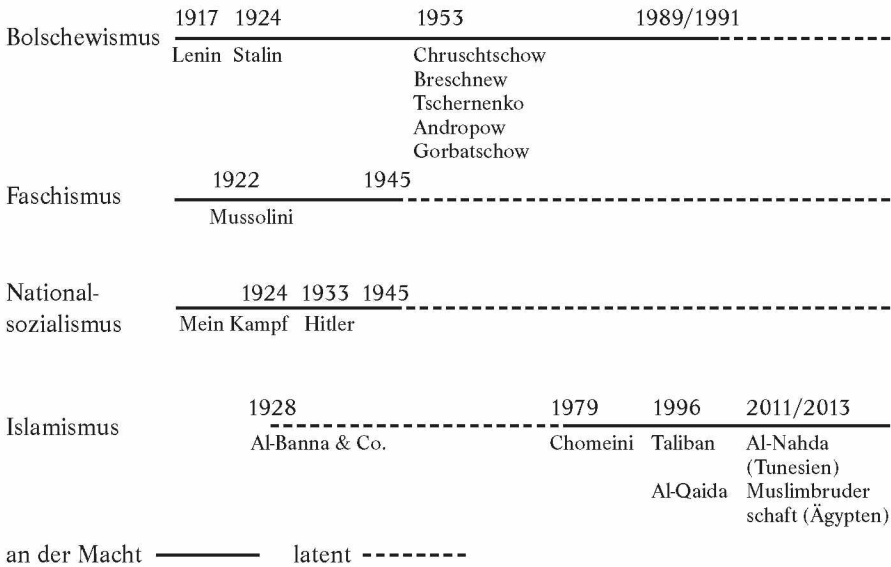 1917 1924 1953 1989/1991
Bolschewismus
Lenin Stalin Chruschtschow
Breschnew
Tschernenko
Andropow
Gorbatschow
1922 1945
Faschismus
Mussolini
National-
sozialismus
1924 1933 1945
Mein Kampf Hitler
1928 1979 1996 2011/2013
Islamismus
Al-Banna & Co. Chomeini Taliban Al-Nahda
(Tunesien)
Al-Qaida Muslimbruder
schaft (Ägypten)
an der Macht latent